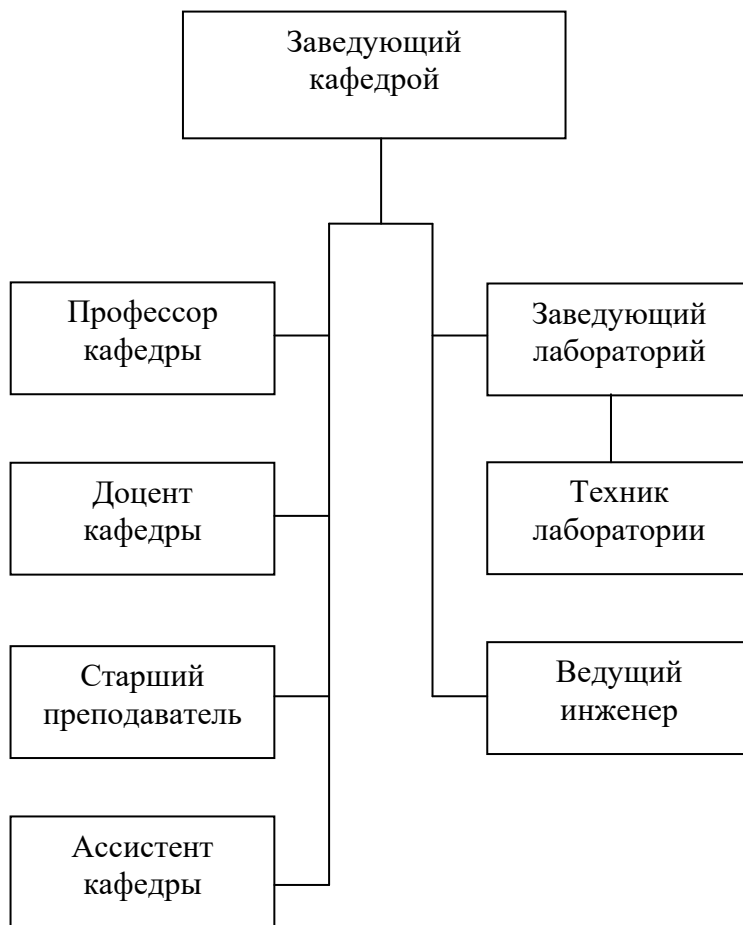 Заведующий
кафедрой
Профессор
кафедры
Заведующий
лабораторий
Доцент
кафедры
Техник
лаборатории
Старший
преподаватель
Ведущий
инженер
Ассистент
кафедры